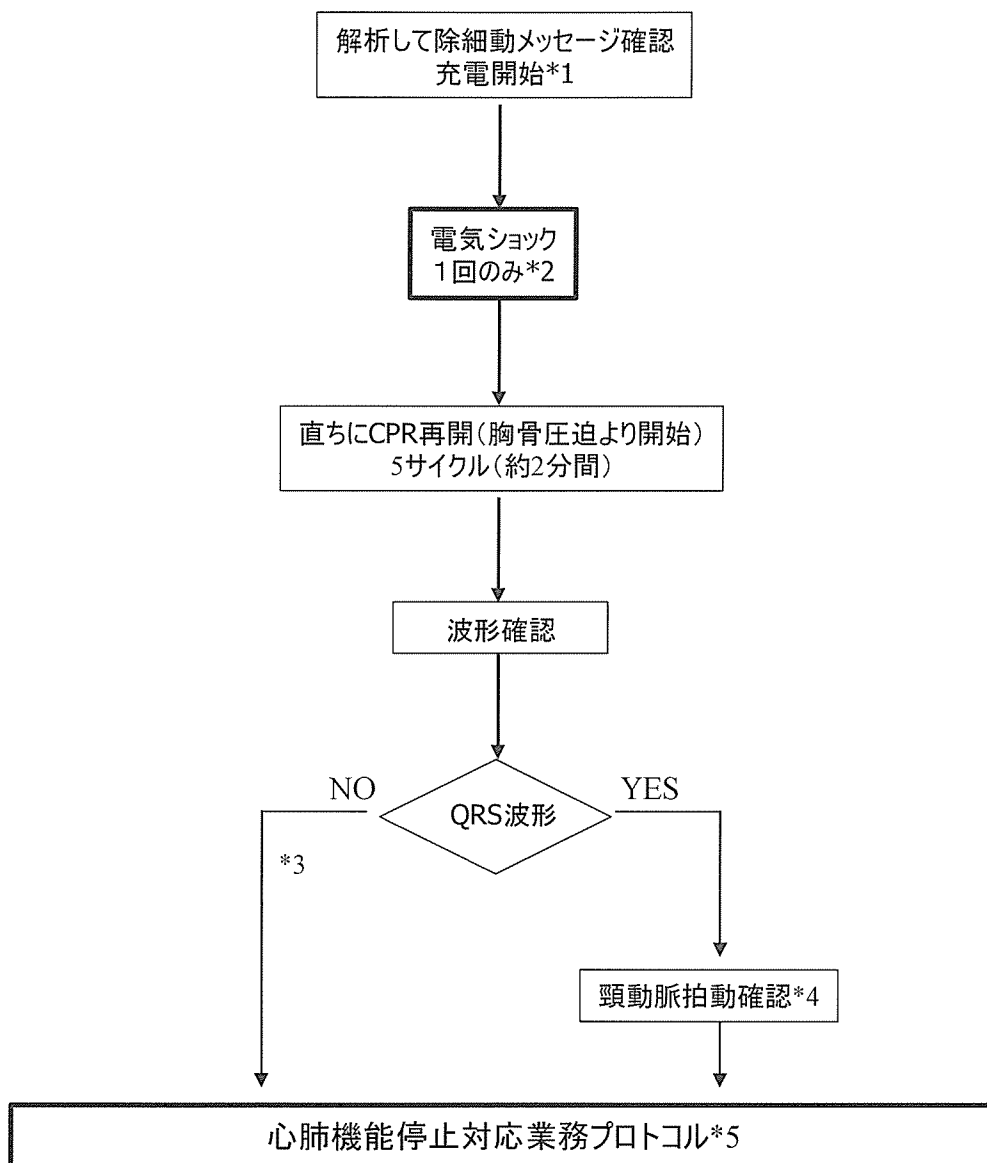 解析して除細動メッセージ確認
充電開始*1
電気ショック
1回のみ*2
直ちにCPR再開(胸骨圧迫より開始)
5サイクル(約2分間)
波形確認
NO
QRS波形
YES
*3
頸動脈拍動確認*4
心肺機能停止対応業務プロトコル*5